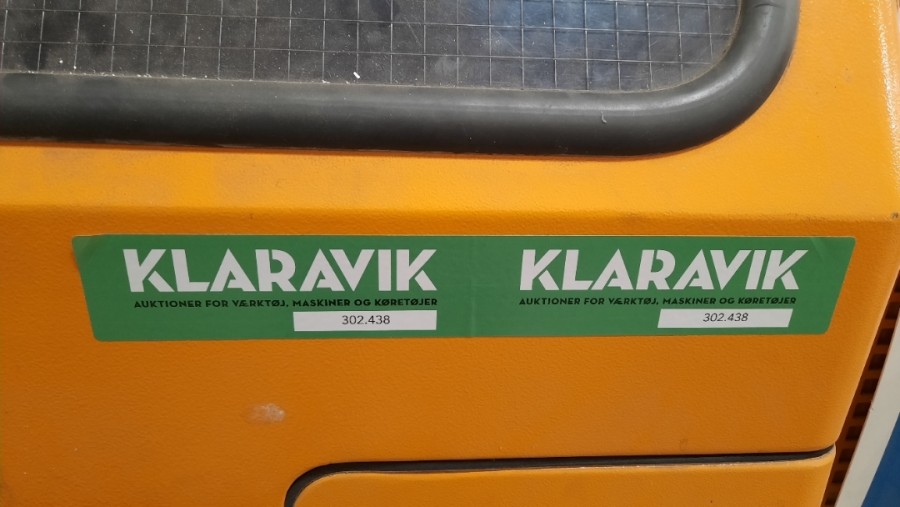 KLARAVIK
AUKTIONER FOR VÆRKTØJ, MASKINER OG KØRETØJER
302.438
KLARAVIK
AUKTIONER FOR VÆRKTØJ, MASKINER OG KØRETØJER
302.438